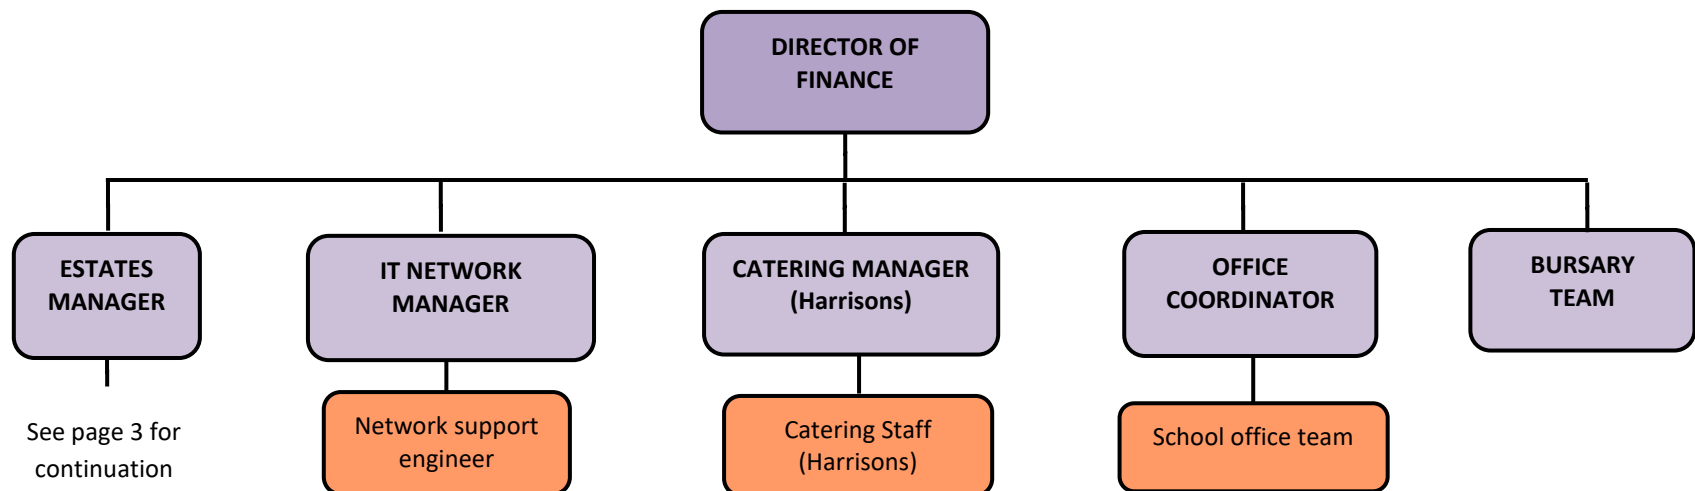 DIRECTOR OF
FINANCE
ESTATES
MANAGER
IT NETWORK
MANAGER
CATERING MANAGER
(Harrisons)
OFFICE
COORDINATOR
BURSARY
TEAM
See page 3 for
continuation
Network support
engineer
Catering Staff
(Harrisons)
School office team